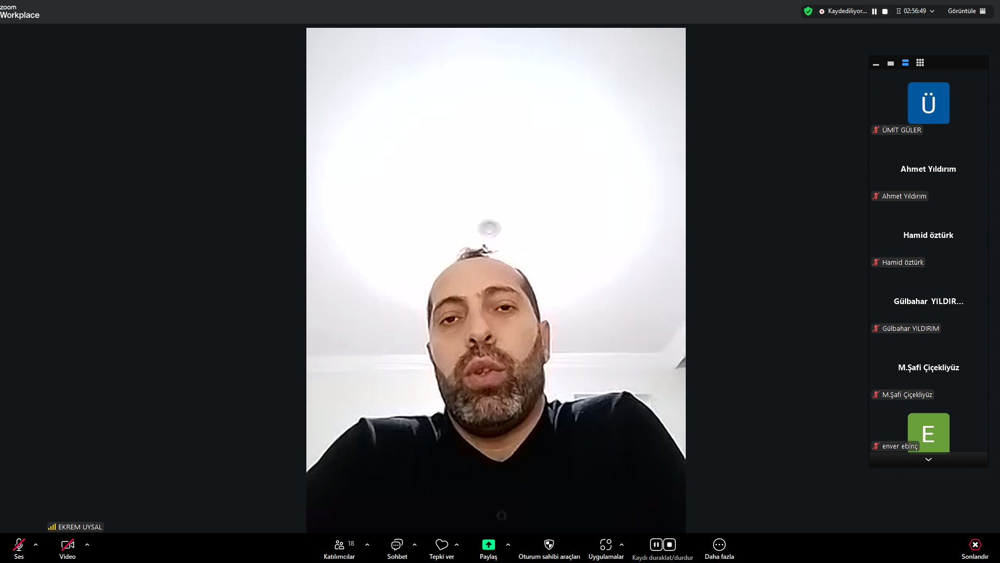 zoom
Workplace
Kaydediliyor...
02:56:49
Görüntüle
Ü
ÜMİT GÜLER
Ahmet Yıldırım
Ahmet Yıldırım
Hamid öztürk
Hamid öztürk
Gülbahar YILDIR...
Gülbahar YILDIRIM
M.Şafi Çiçekliyüz
M.Şafi Çiçekliyüz
E
enver ebinç
EKREM UYSAL
Ses
Video
18
Katılımcılar
Sohbet
Tepki ver
Paylaş
Oturum sahibi araçları
Uygulamalar
Kaydı duraklat/durdur
Daha fazla
Sonlandır